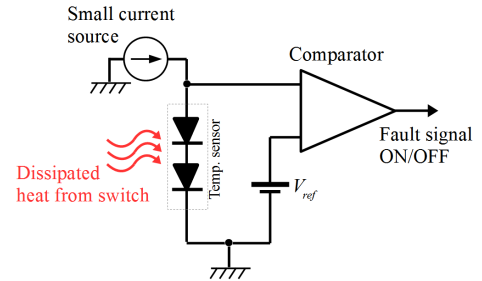 Small current
source
Comparator
Temp. sensor
Fault signal
ON/OFF
Dissipated
heat from switch
Vref